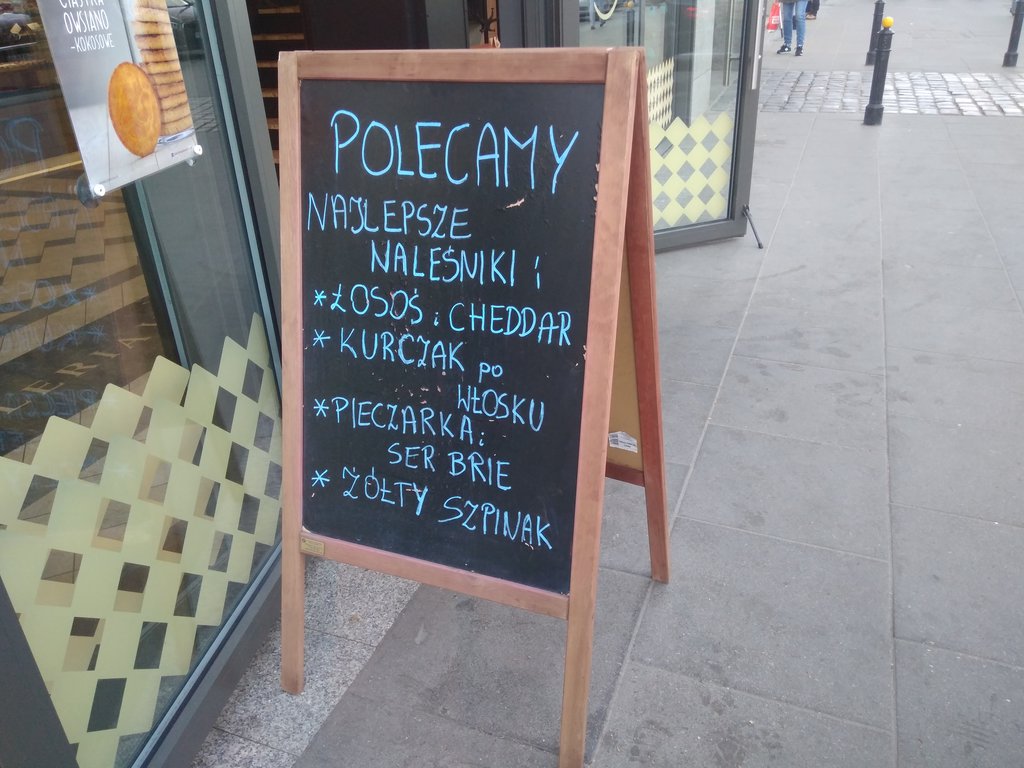 CIASTKA
OWSIANO
-KOKOSOWE
POLECAMY
NAJLEPSZE
NALEŚNIKI i
*ŁOSOŚ i CHEDDAR
* KURCZAK po
WŁOSKU
*PIECZARKA i
SER BRIE
* ŻÓŁTY SZPINAK